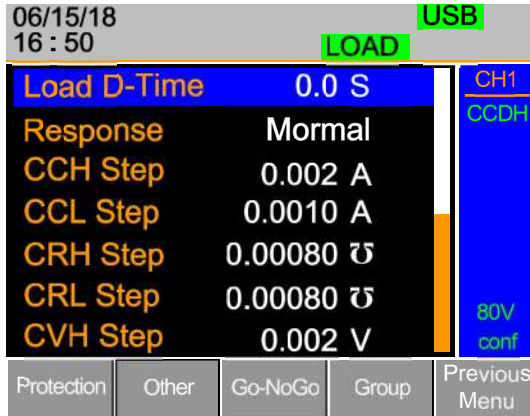 06/15/18 USB
16 : 50 LOAD
Load D-Time 0.0 S CH1
CCDH
Response Mormal
CCH Step 0.002 A
CCL Step 0.0010 A
CRH Step 0.00080 ℧
CRL Step 0.00080 ℧
80V
CVH Step 0.002 V conf
Protection Other Go-NoGo Group Previous
Menu